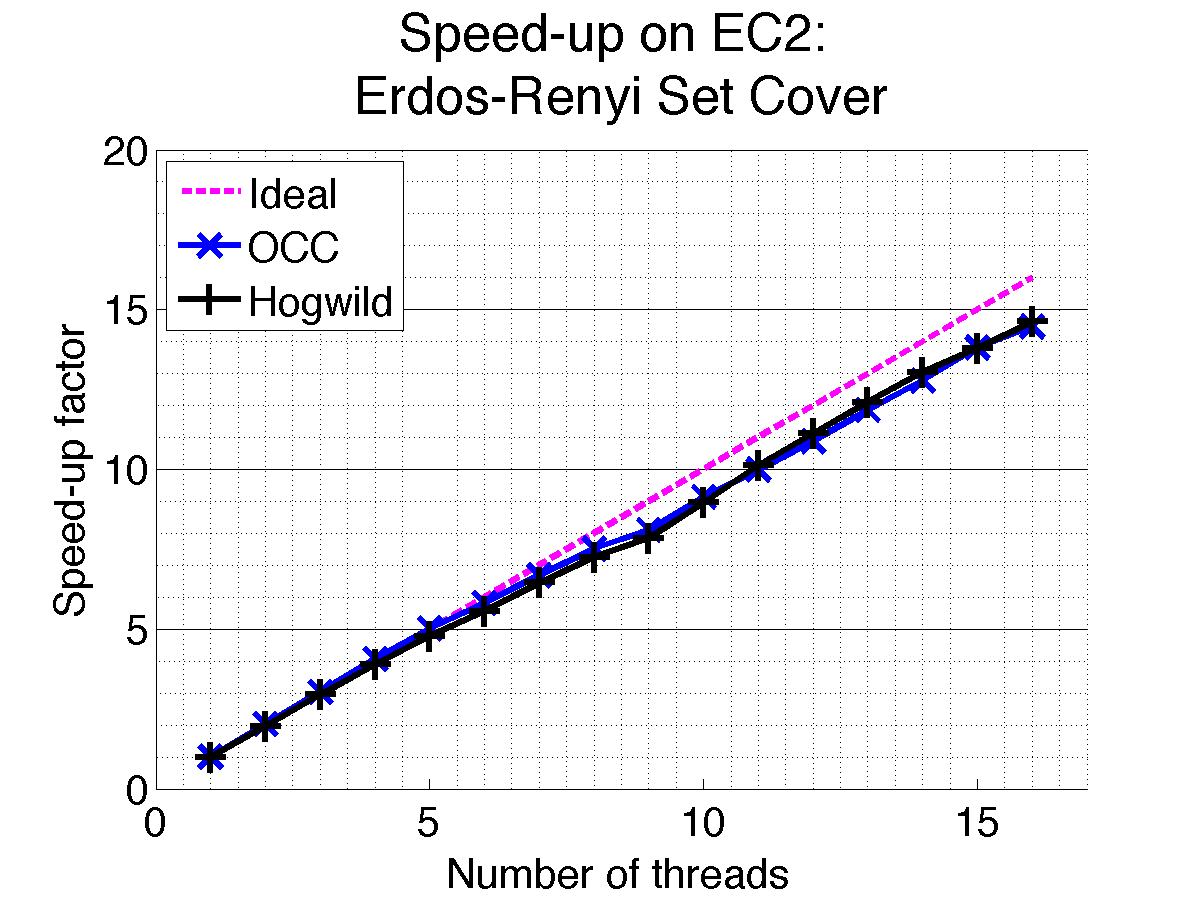 Speed-up on EC2:
Erdos-Renyi Set Cover
20
15
10
5
0
Speed-up factor
Ideal
OCC
Hogwild
0
5
10
15
Number of threads